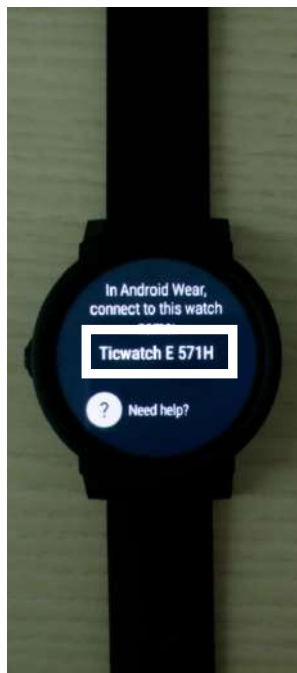 In Android Wear,
connect to this watch
Ticwatch E 571H
? Need help?